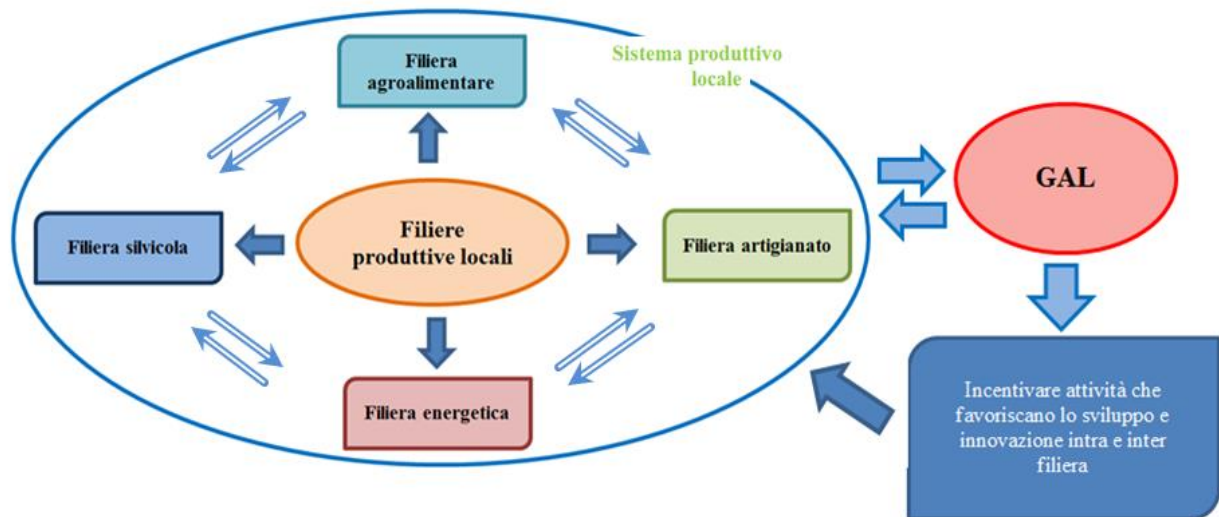 Filiera
agroalimentare
Sistema produttivo
locale
GAL
Filiera silvicola
Filiere
produttive locali
Filiera artigianato
Filiera energetica
Incentivare attività che
favoriscano lo sviluppo e
innovazione intra e inter
filiera